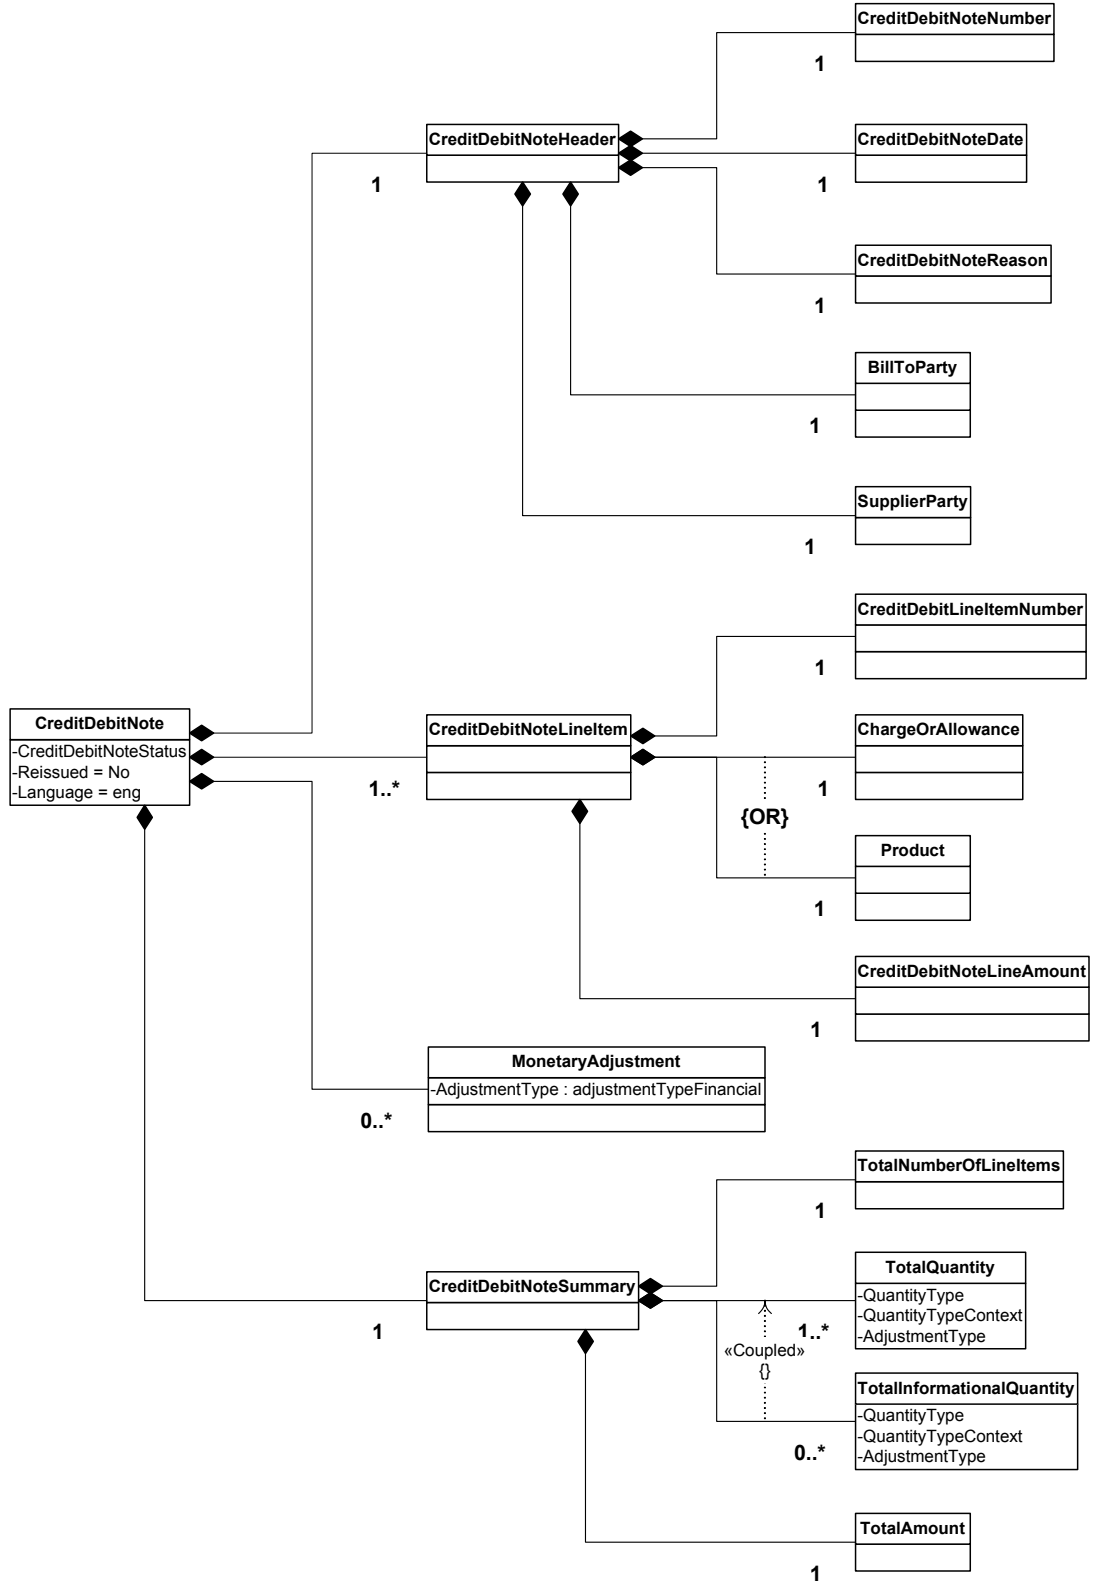 CreditDebitNoteNumber
1
CreditDebitNoteHeader
1
CreditDebitNoteDate
1
CreditDebitNoteReason
1
BillToParty
1
SupplierParty
1
CreditDebitLineItemNumber
1
CreditDebitNote
-CreditDebitNoteStatus
-Reissued = No
-Language = eng
CreditDebitNoteLineItem
1..*
ChargeOrAllowance
1
{OR}
Product
1
CreditDebitNoteLineAmount
1
MonetaryAdjustment
-AdjustmentType : adjustmentTypeFinancial
0..*
TotalNumberOfLineItems
1
CreditDebitNoteSummary
1
TotalQuantity
-QuantityType
-QuantityTypeContext
-AdjustmentType
1..*
«Coupled»
{}
TotalInformationalQuantity
-QuantityType
-QuantityTypeContext
-AdjustmentType
0..*
TotalAmount
1